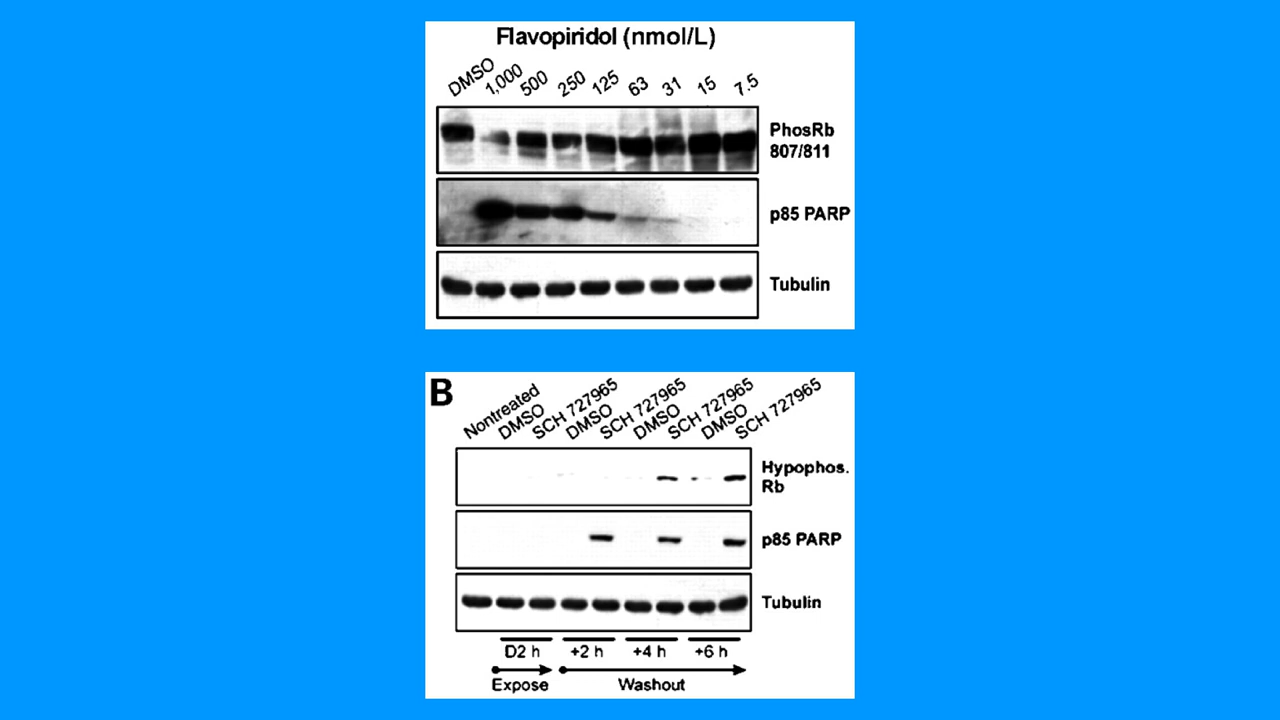 Flavopiridol (nmol/L)
DMSO 1,000 500 250 125 63 31 15 7.5
PhosRb
807/811
p85 PARP
Tubulin
B
Nontreated DMSO SCH 727965 DMSO SCH 727965 DMSO SCH 727965 DMSO SCH 727965
Hypophos.
Rb
p85 PARP
Tubulin
D2 h +2 h +4 h +6 h
Expose Washout